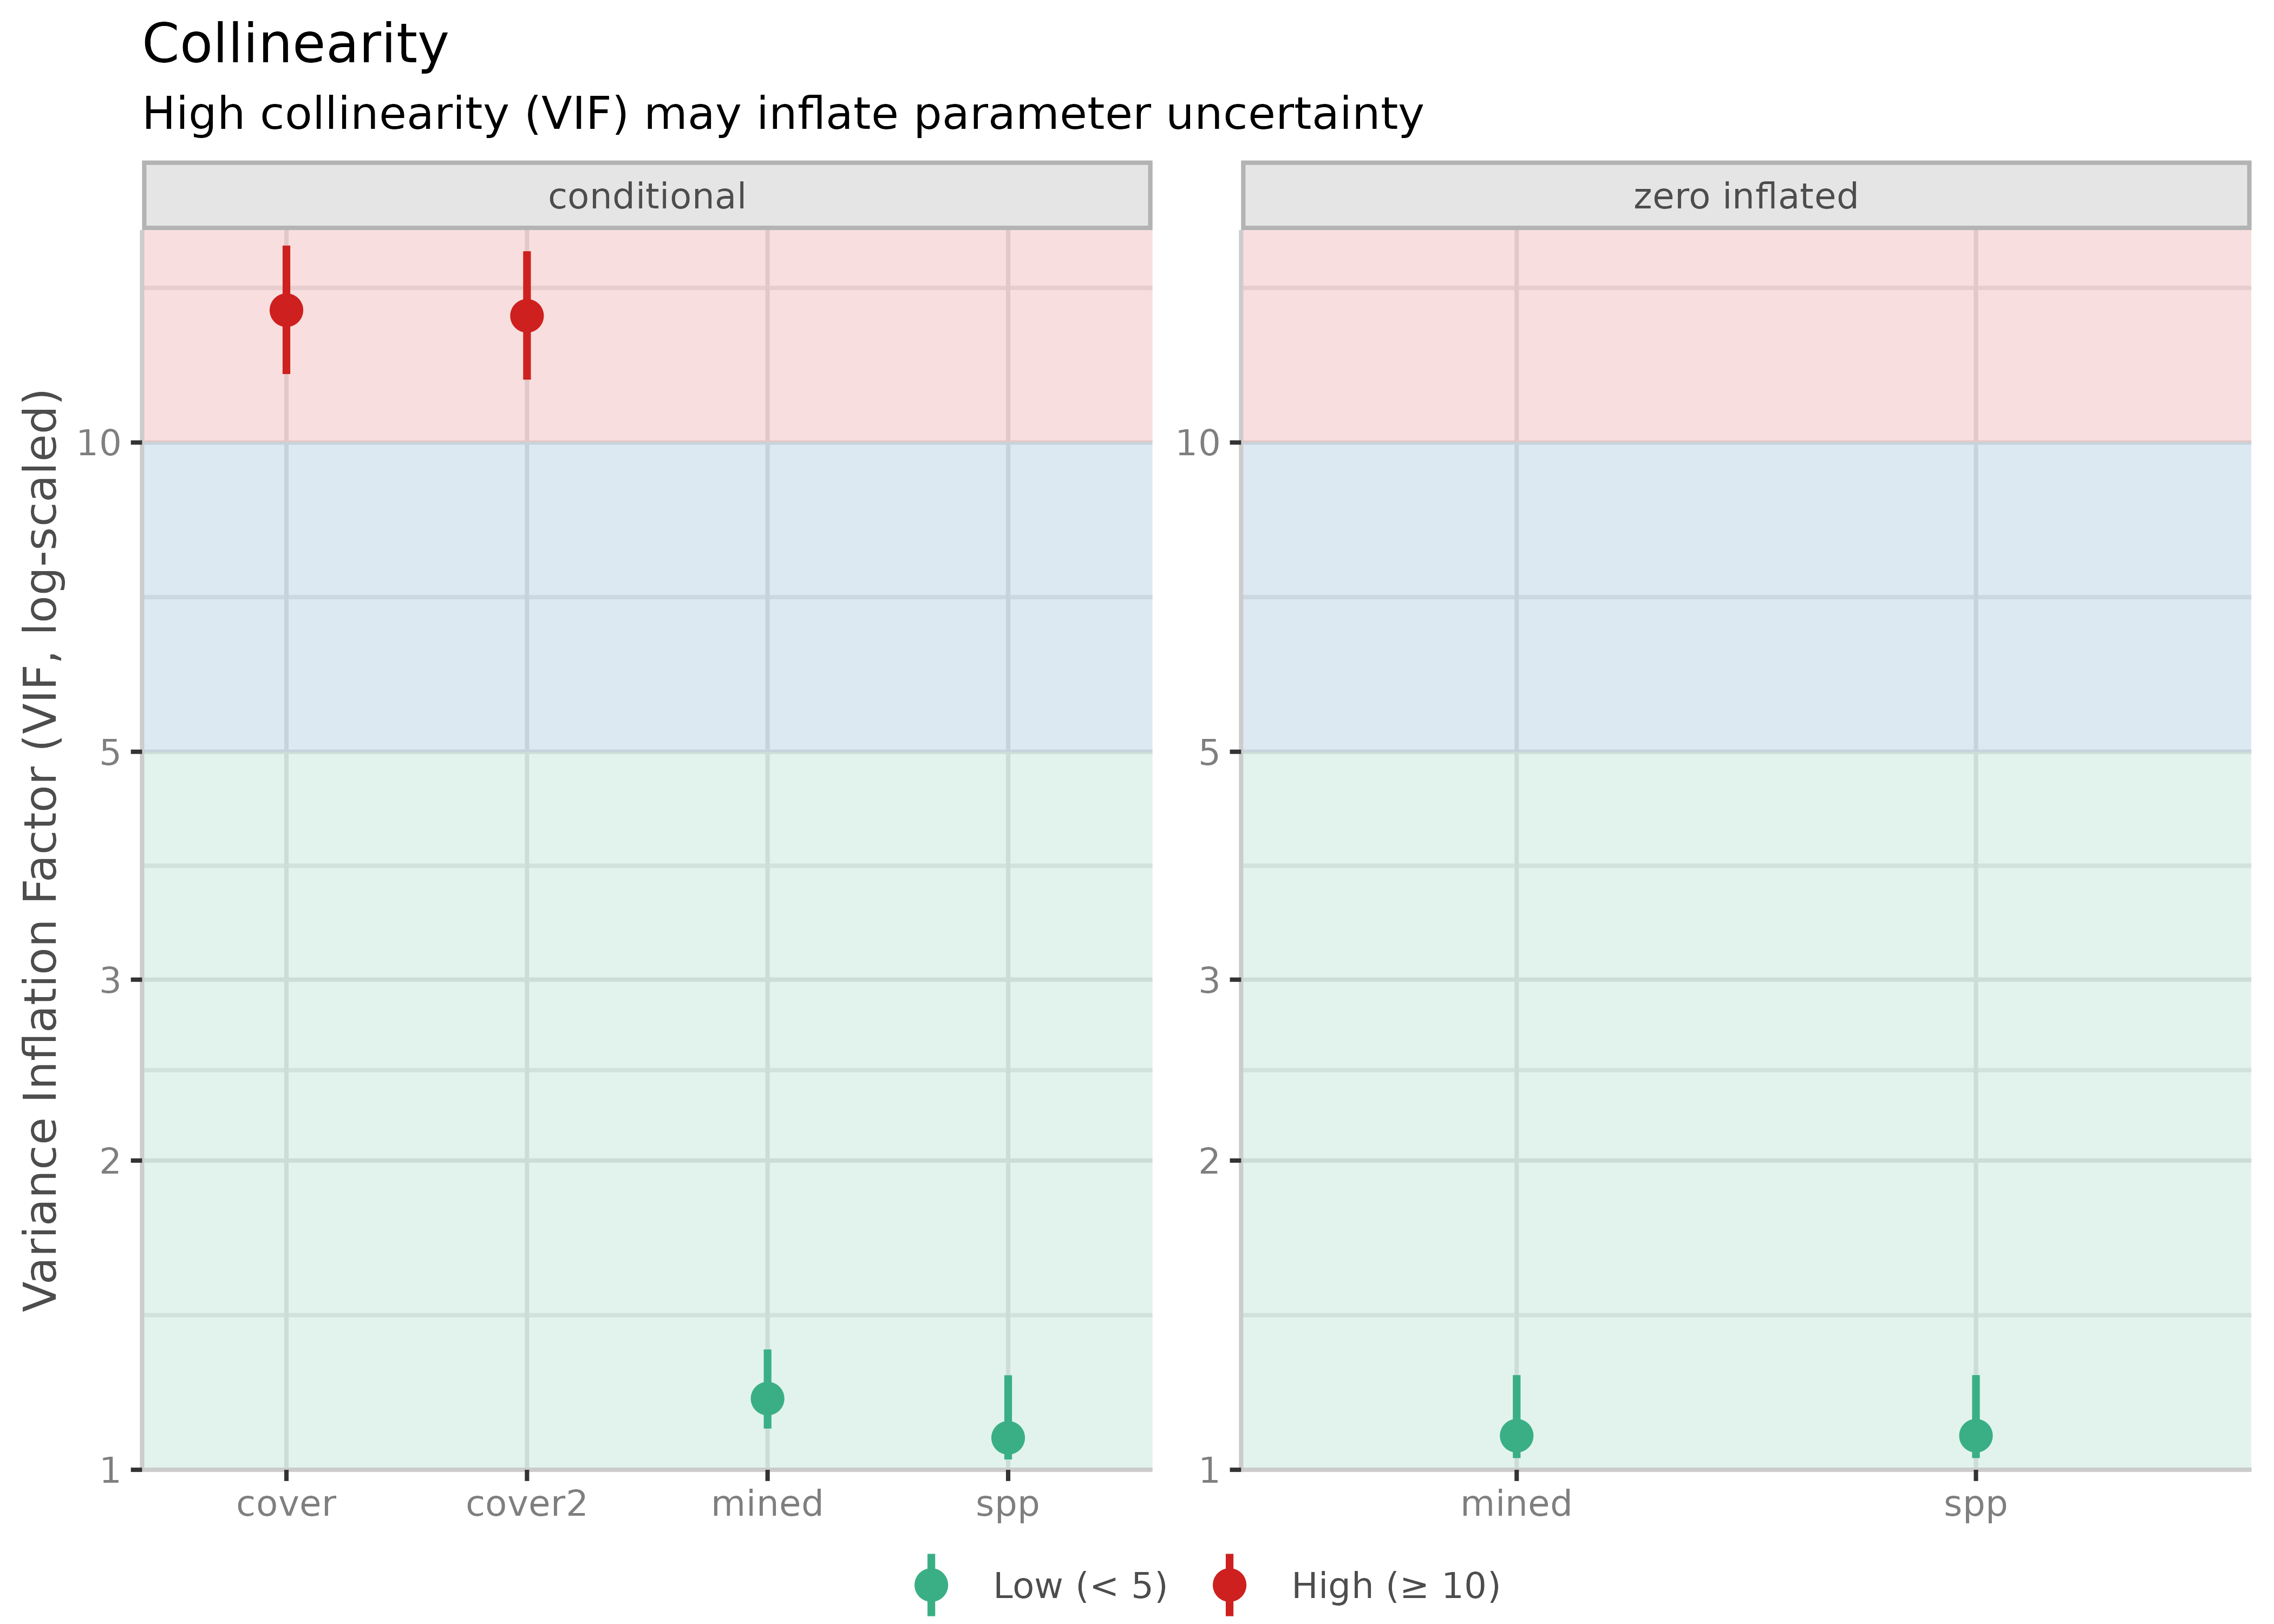 Collinearity
High collinearity (VIF) may inflate parameter uncertainty
conditional
zero inflated
Variance Inflation Factor (VIF, log-scaled)
10
5
3
2
1
10
5
3
2
1
cover cover2 mined spp
mined spp
Low (< 5) High (≥ 10)